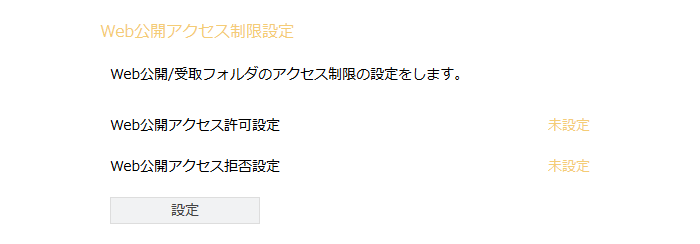 Web公開アクセス制限設定
Web公開/受取フォルダのアクセス制限の設定をします。
Web公開アクセス許可設定 未設定
Web公開アクセス拒否設定 未設定
設定